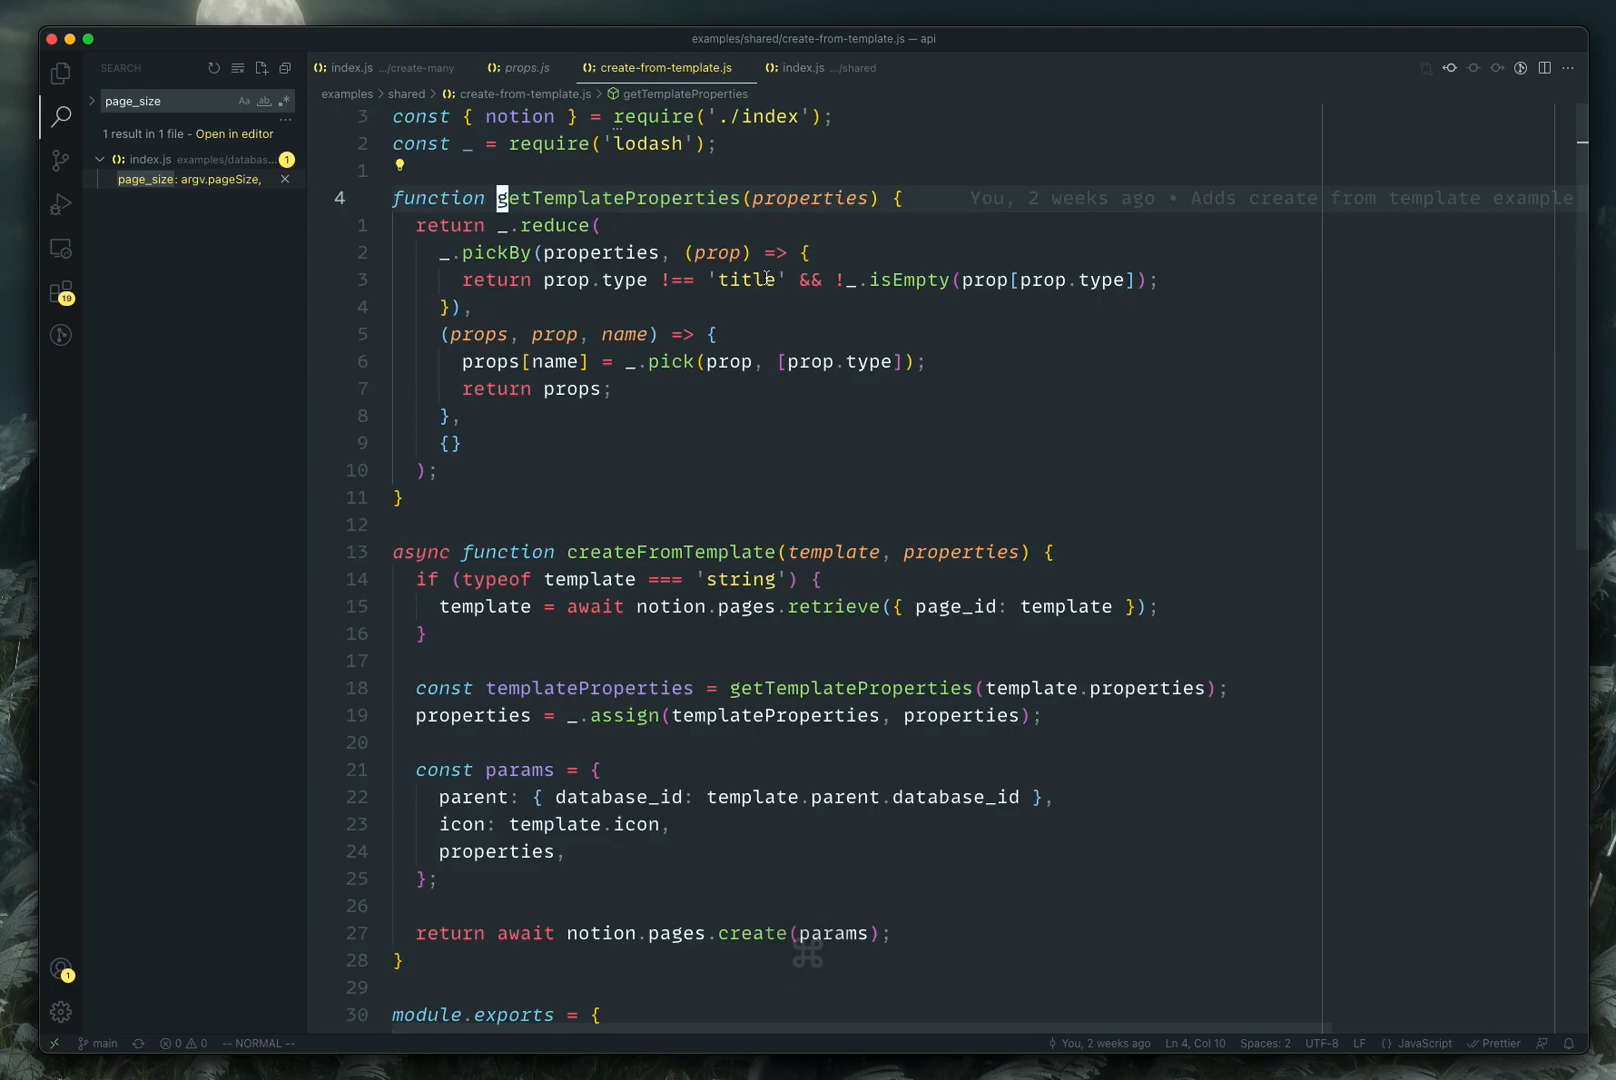 examples/shared/create-from-template.js — api
SEARCH
index.js .../create-many
props.js
create-from-template.js
index.js .../shared
page_size
Aa ab .*
1 result in 1 file - Open in editor
index.js examples/databas... 1
page_size: argv.pageSize,
19
1
examples > shared > create-from-template.js > getTemplateProperties
3 const { notion } = require('./index');
2 const _ = require('lodash');
1
4 function getTemplateProperties(properties) { You, 2 weeks ago • Adds create from template example
1 return _.reduce(
2 _.pickBy(properties, (prop) => {
3 return prop.type !== 'title' && !_.isEmpty(prop[prop.type]);
4 }),
5 (props, prop, name) => {
6 props[name] = _.pick(prop, [prop.type]);
7 return props;
8 },
9 {}
10 );
11 }
12
13 async function createFromTemplate(template, properties) {
14 if (typeof template === 'string') {
15 template = await notion.pages.retrieve({ page_id: template });
16 }
17
18 const templateProperties = getTemplateProperties(template.properties);
19 properties = _.assign(templateProperties, properties);
20
21 const params = {
22 parent: { database_id: template.parent.database_id },
23 icon: template.icon,
24 properties,
25 };
26
27 return await notion.pages.create(params);
28 }
29
30 module.exports = {
⌘
main 0 0 -- NORMAL -- You, 2 weeks ago Ln 4, Col 10 Spaces: 2 UTF-8 LF {} JavaScript Prettier